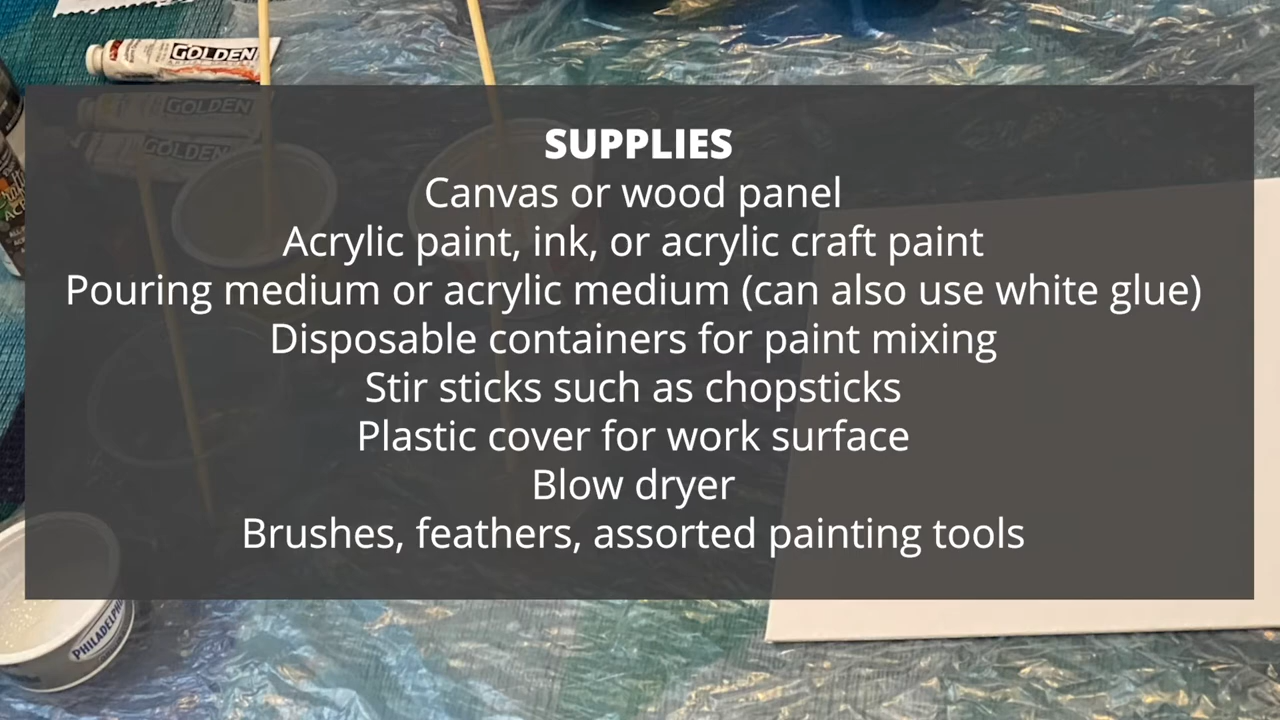 GOLDEN
GOLDEN
GOLDEN
SUPPLIES
Canvas or wood panel
Acrylic paint, ink, or acrylic craft paint
Pouring medium or acrylic medium (can also use white glue)
Disposable containers for paint mixing
Stir sticks such as chopsticks
Plastic cover for work surface
Blow dryer
Brushes, feathers, assorted painting tools